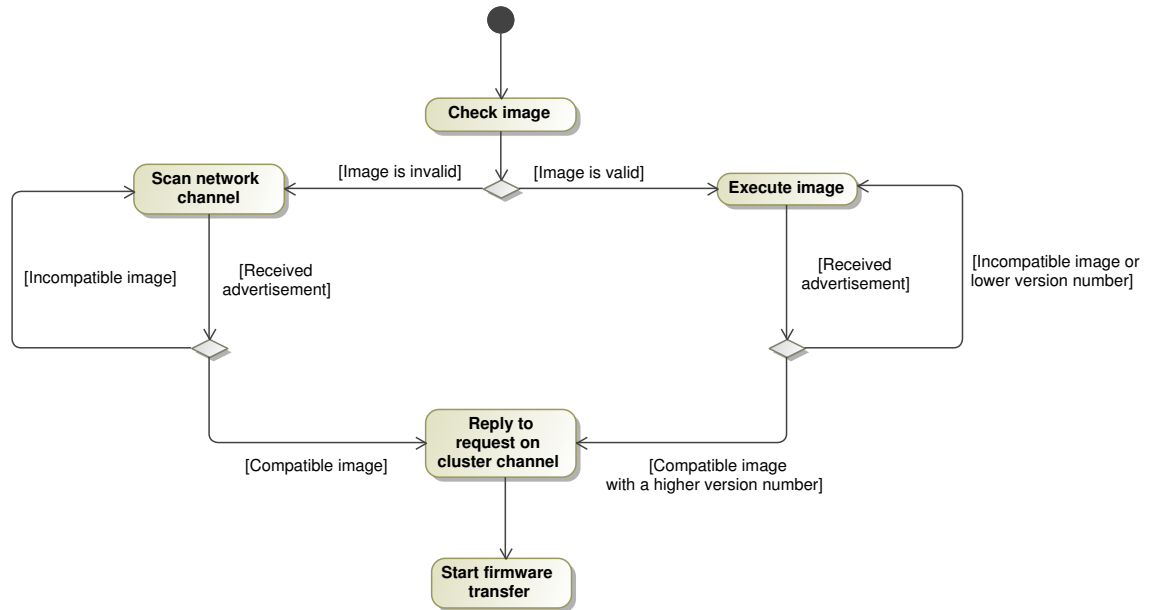 Check image
[Image is invalid]
[Image is valid]
Scan network
channel
Execute image
[Incompatible image]
[Received
advertisement]
[Received
advertisement]
[Incompatible image or
lower version number]
Reply to
request on
cluster channel
[Compatible image]
[Compatible image
with a higher version number]
Start firmware
transfer